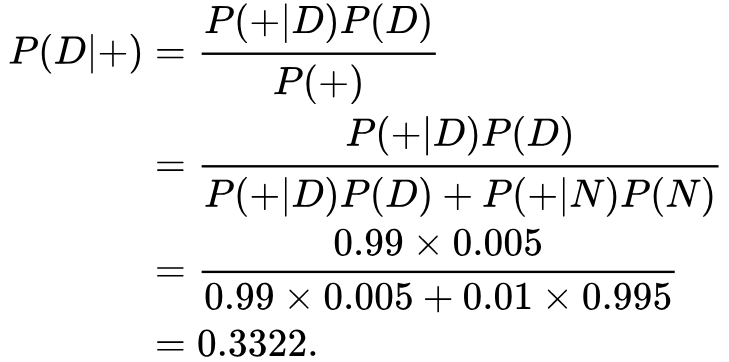 P(D|+) = P(+|D)P(D) / P(+)
= P(+|D)P(D) / P(+|D)P(D) + P(+|N)P(N)
= 0.99 × 0.005 / 0.99 × 0.005 + 0.01 × 0.995
= 0.3322.